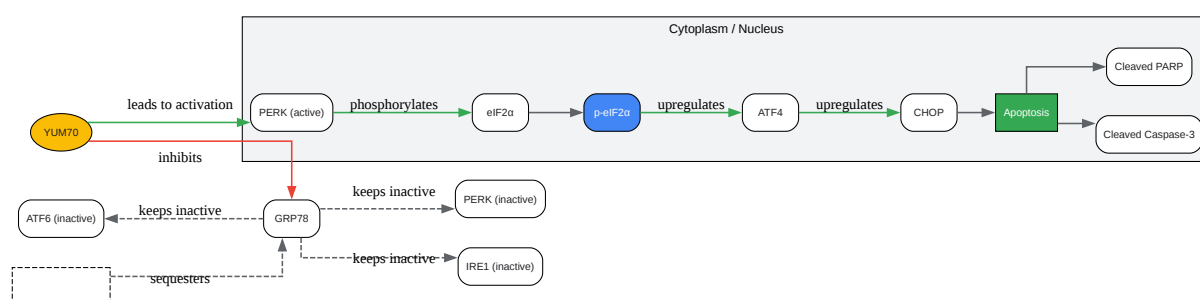 Cytoplasm / Nucleus
Cleaved PARP
leads to activation
PERK (active)
phosphorylates
eIF2α
p-eIF2α
upregulates
ATF4
upregulates
CHOP
Apoptosis
Cleaved Caspase-3
YUM70
inhibits
keeps inactive
PERK (inactive)
ATF6 (inactive)
keeps inactive
GRP78
keeps inactive
IRE1 (inactive)
sequesters